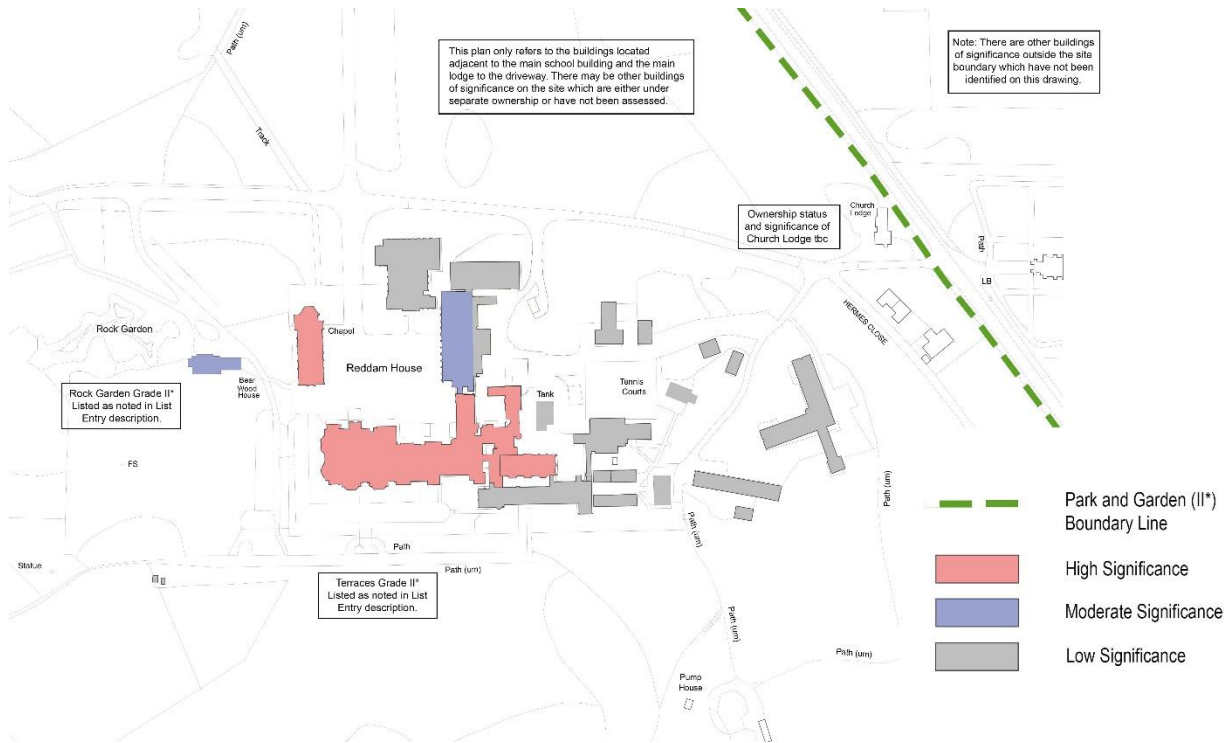 Path (um)
This plan only refers to the buildings located
adjacent to the main school building and the main
lodge to the driveway. There may be other buildings
of significance on the site which are either under
separate ownership or have not been assessed.
Note: There are other buildings
of significance outside the site
boundary which have not been
identified on this drawing.
Track
Church
Lodge
Ownership status
and significance of
Church Lodge tbc
Path
LB
HERMES CLOSE
Rock Gardon
Chapel
Reddam House
Bear
Wood
House
Rock Garden Grade II*
Listed as noted in List
Entry description.
Tank
Tennis
Courts
FS
Path (um)
Park and Garden (II*)
Boundary Line
High Significance
Moderate Significance
Low Significance
Path
Path (um)
Path (um)
Statue
Terraces Grade II*
Listed as noted in List
Entry description.
Path (um)
Path (um)
Pump
House